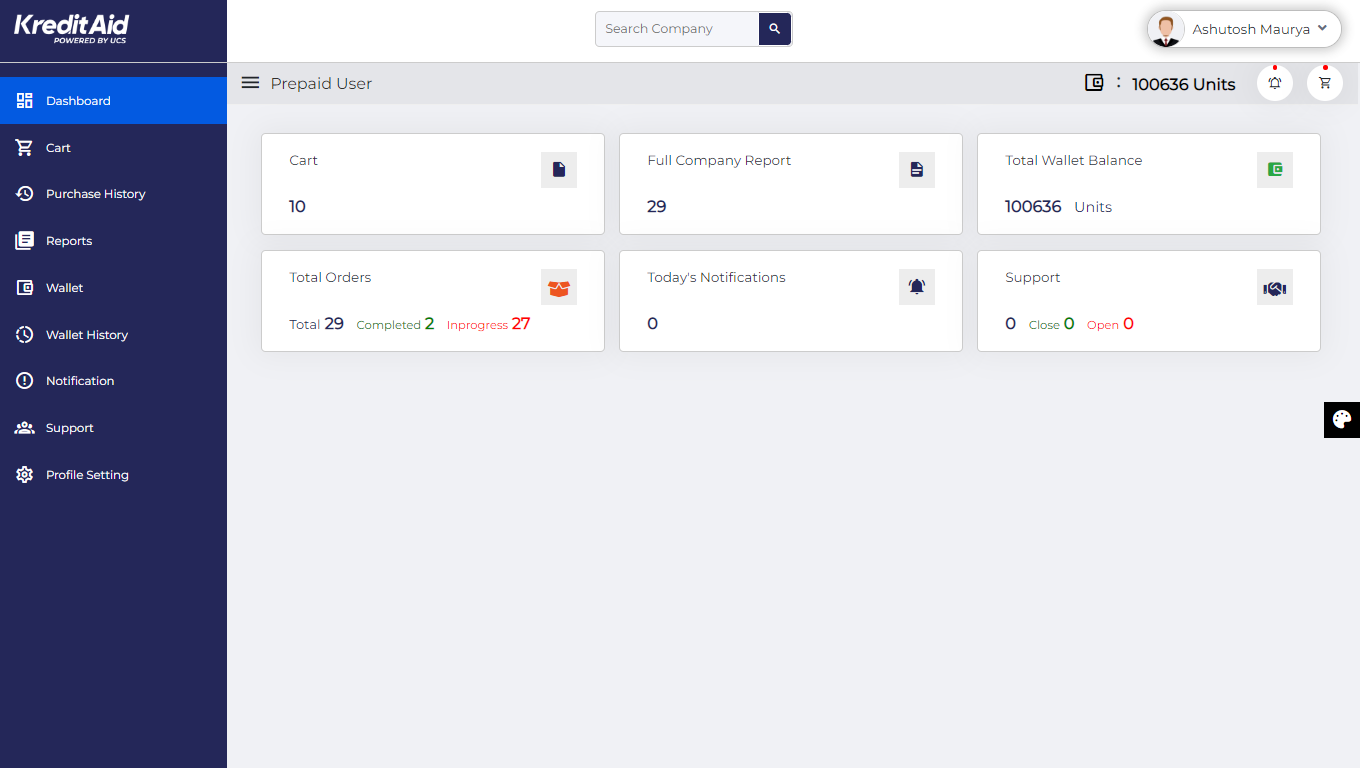 KreditAid
POWERED BY UCS
Search Company
Ashutosh Maurya
Prepaid User
: 100636 Units
Dashboard
Cart
Purchase History
Reports
Wallet
Wallet History
Notification
Support
Profile Setting
Cart
10
Full Company Report
29
Total Wallet Balance
100636 Units
Total Orders
Total 29 Completed 2 Inprogress 27
Today's Notifications
0
Support
0 Close 0 Open 0